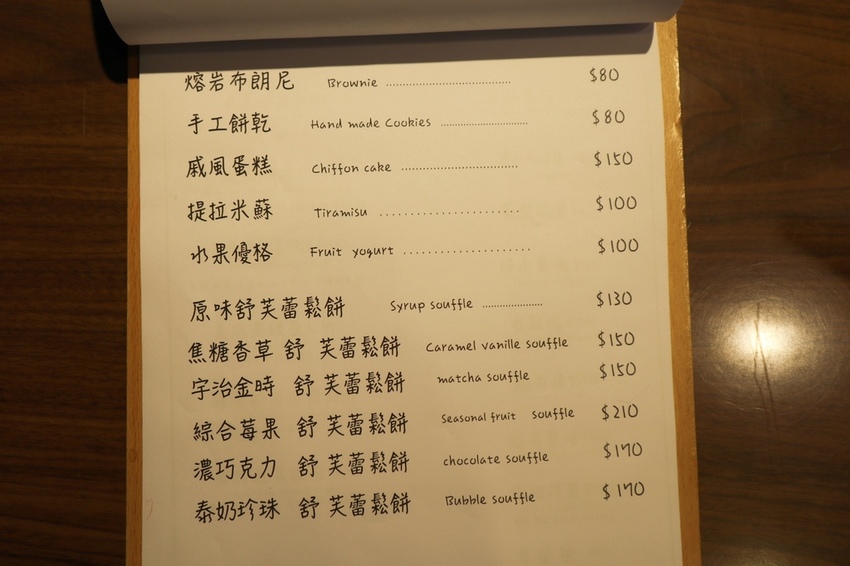 熔岩布朗尼 Brownie .................................... $80
手工餅乾 Hand made Cookies ......................... $80
戚風蛋糕 Chiffon cake ................................. $150
提拉米蘇 Tiramisu ........................ $100
水果優格 Fruit yogurt ...................... $100
原味舒芙蕾鬆餅 Syrup souffle ..................... $130
焦糖香草 舒 芙蕾鬆餅 Caramel vanille souffle $150
宇治金時 舒 芙蕾鬆餅 matcha souffle $150
綜合莓果 舒 芙蕾鬆餅 Seasonal fruit souffle $210
濃巧克力 舒 芙蕾鬆餅 chocolate souffle $170
泰奶珍珠 舒 芙蕾鬆餅 Bubble souffle $170